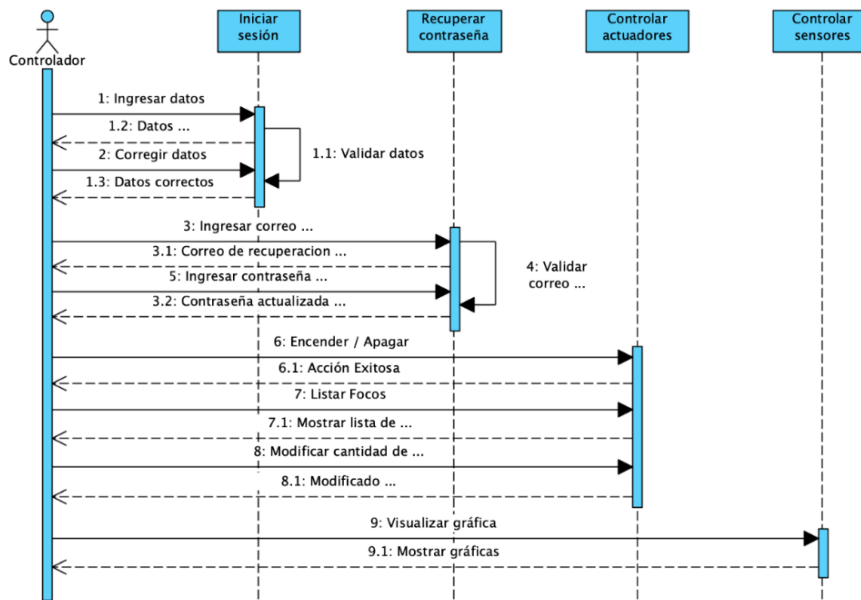 Iniciar
sesión
Recuperar
contraseña
Controlar
actuadores
Controlar
sensores
Controlador
1: Ingresar datos
1.2: Datos ...
1.1: Validar datos
2: Corregir datos
1.3: Datos correctos
3: Ingresar correo ...
3.1: Correo de recuperacion ...
4: Validar
correo ...
5: Ingresar contraseña ...
3.2: Contraseña actualizada ...
6: Encender / Apagar
6.1: Acción Exitosa
7: Listar Focos
7.1: Mostrar lista de ...
8: Modificar cantidad de ...
8.1: Modificado ...
9: Visualizar gráfica
9.1: Mostrar gráficas